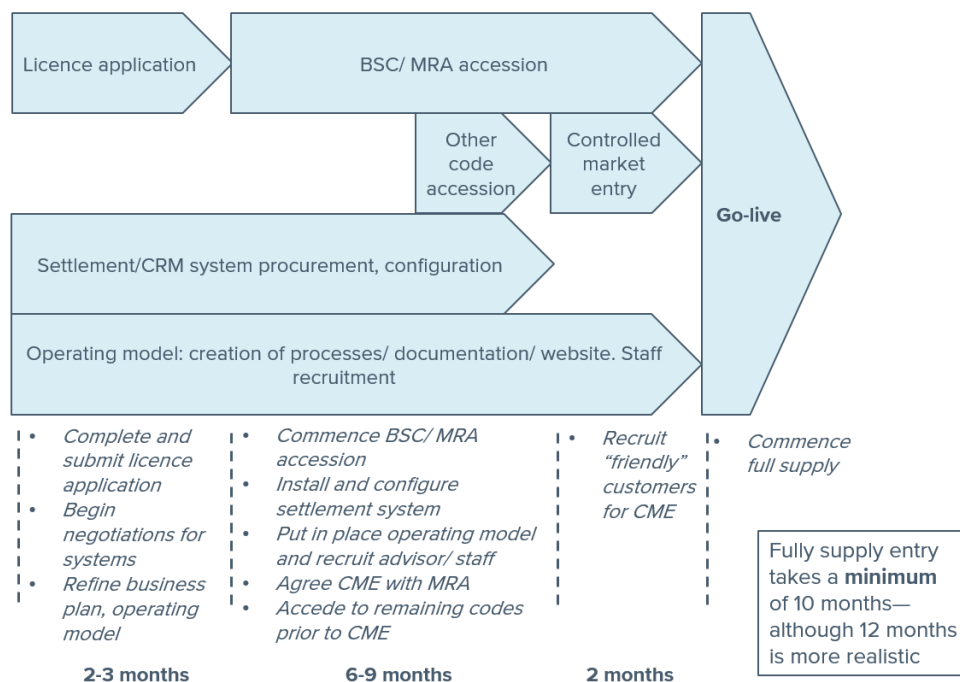 Licence application
BSC/ MRA accession
Other
code
accession
Controlled
market
entry
Go-live
Settlement/CRM system procurement, configuration
Operating model: creation of processes/ documentation/ website. Staff
recruitment
• Complete and
submit licence
application
• Begin
negotiations for
systems
• Refine business
plan, operating
model
2-3 months
• Commence BSC/ MRA
accession
• Install and configure
settlement system
• Put in place operating model
and recruit advisor/ staff
• Agree CME with MRA
• Accede to remaining codes
prior to CME
6-9 months
• Recruit
“friendly”
customers
for CME
2 months
• Commence
full supply
Fully supply entry
takes a minimum
of 10 months—
although 12 months
is more realistic